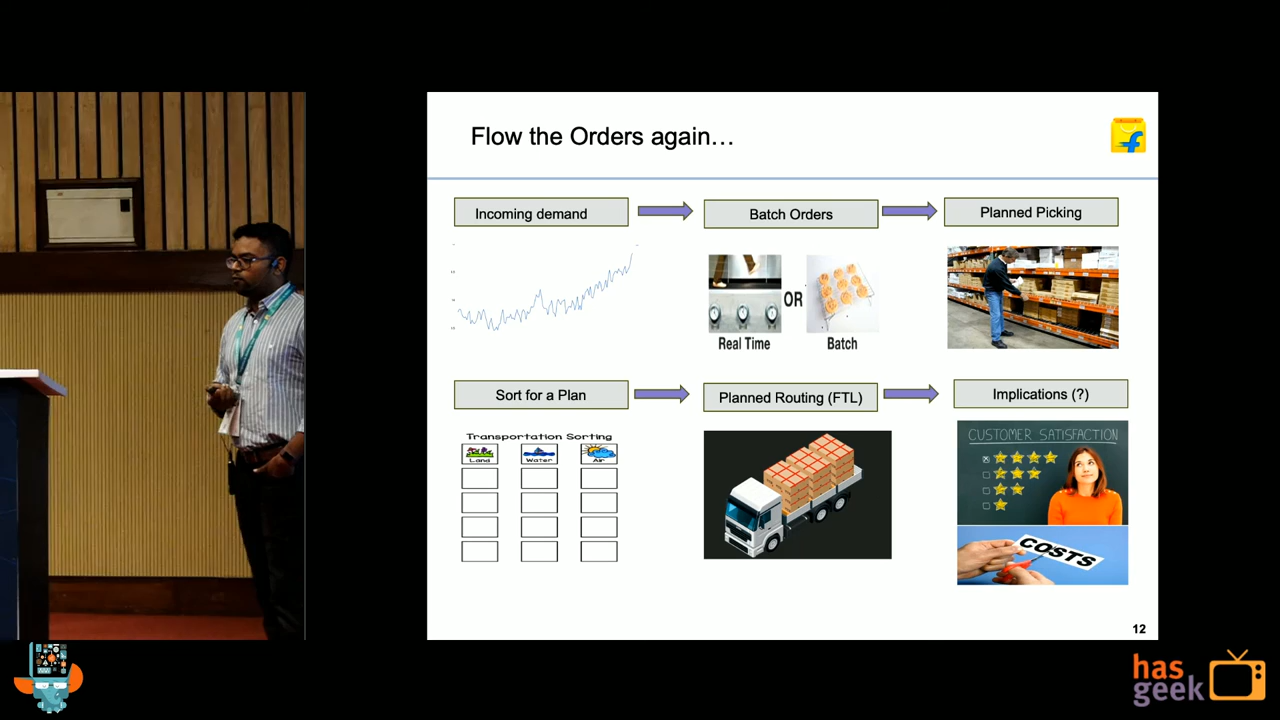 Flow the Orders again…
Incoming demand
Batch Orders
Planned Picking
OR
Real Time
Batch
Sort for a Plan
Planned Routing (FTL)
Implications (?)
Transportation Sorting
Land
Water
Air
CUSTOMER SATISFACTION
COSTS
12
has
geek